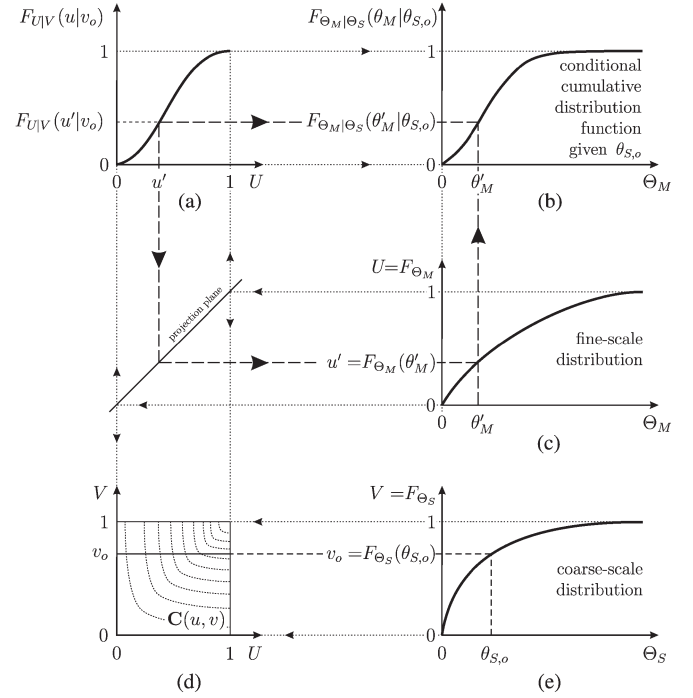 F_{U|V}(u|v_o)
1
F_{U|V}(u'|v_o)
0
0 u' 1 U
(a)
F_{Θ_M|Θ_S}(θ_M|θ_{S,o})
1
F_{Θ_M|Θ_S}(θ'_M|θ_{S,o})
0
conditional
cumulative
distribution
function
given θ_{S,o}
0 θ'_M Θ_M
(b)
projection plane
U=F_{Θ_M}
1
u' =F_{Θ_M}(θ'_M)
0
fine-scale
distribution
0 θ'_M Θ_M
(c)
V
1
v_o
0
C(u, v)
0 1 U
(d)
V =F_{Θ_S}
1
v_o =F_{Θ_S}(θ_{S,o})
0
coarse-scale
distribution
0 θ_{S,o} Θ_S
(e)